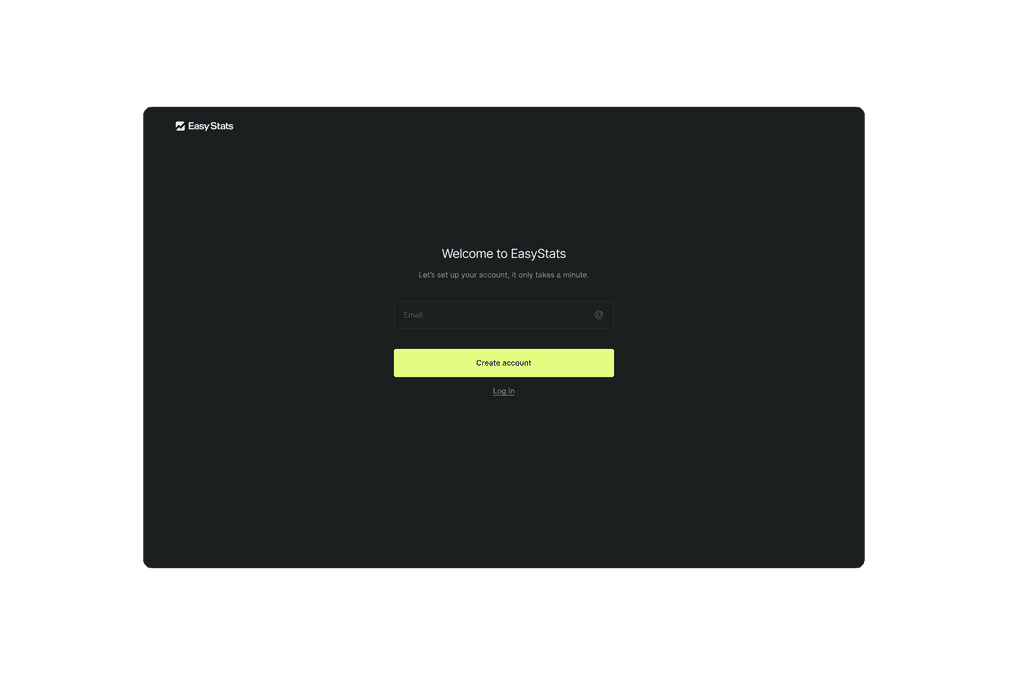 Easy Stats
Welcome to EasyStats
Let's set up your account, it only takes a minute.
Email
Create account
Log in